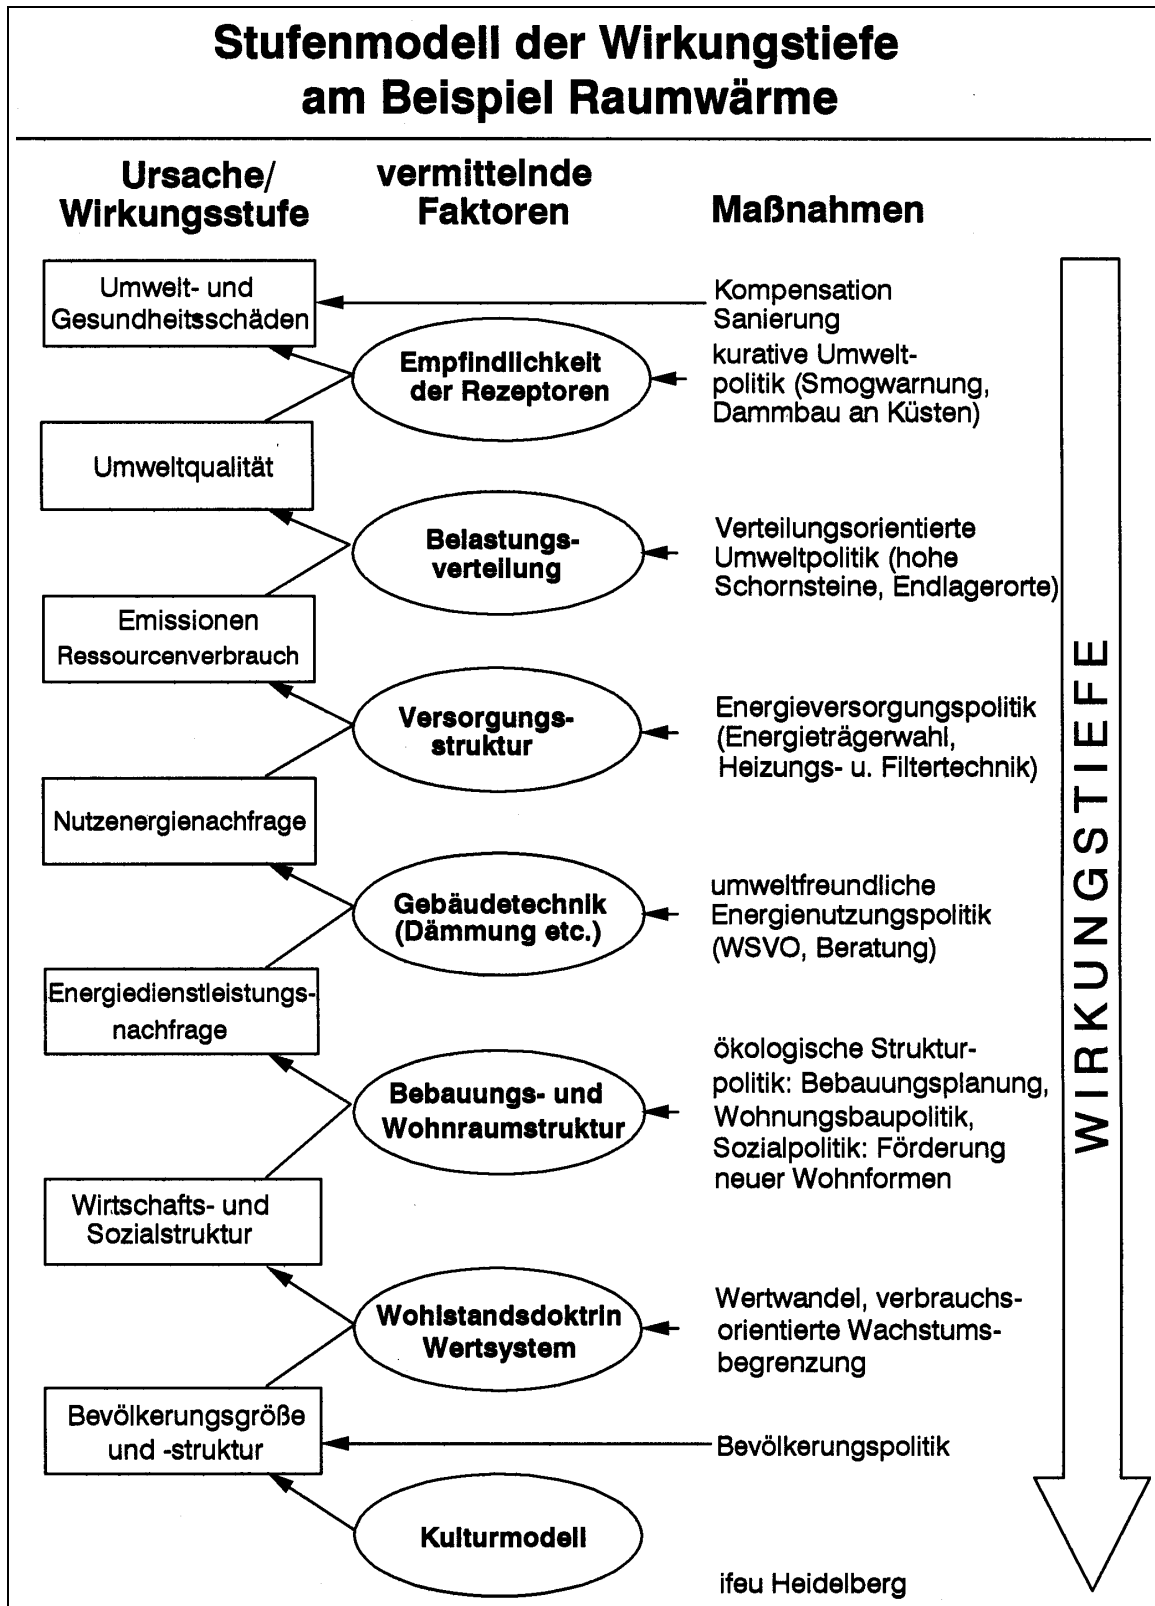 Stufenmodell der Wirkungstiefe
am Beispiel Raumwärme
Ursache/
Wirkungsstufe
vermittelnde
Faktoren
Maßnahmen
Umwelt- und
Gesundheitsschäden
Kompensation
Sanierung
Empfindlichkeit
der Rezeptoren
kurative Umwelt-
politik (Smogwarnung,
Dammbau an Küsten)
Umweltqualität
Belastungs-
verteilung
Verteilungsorientierte
Umweltpolitik (hohe
Schornsteine, Endlagerorte)
Emissionen
Ressourcenverbrauch
Versorgungs-
struktur
Energieversorgungspolitik
(Energieträgerwahl,
Heizungs- u. Filtertechnik)
Nutzenergienachfrage
Gebäudetechnik
(Dämmung etc.)
umweltfreundliche
Energienutzungspolitik
(WSVO, Beratung)
Energiedienstleistungs-
nachfrage
Bebauungs- und
Wohnraumstruktur
ökologische Struktur-
politik: Bebauungsplanung,
Wohnungsbaupolitik,
Sozialpolitik: Förderung
neuer Wohnformen
Wirtschafts- und
Sozialstruktur
Wohlstandsdoktrin
Wertsystem
Wertwandel, verbrauchs-
orientierte Wachstums-
begrenzung
Bevölkerungsgröße
und -struktur
Bevölkerungspolitik
Kulturmodell
ifeu Heidelberg
WIRKUNGSTIEFE